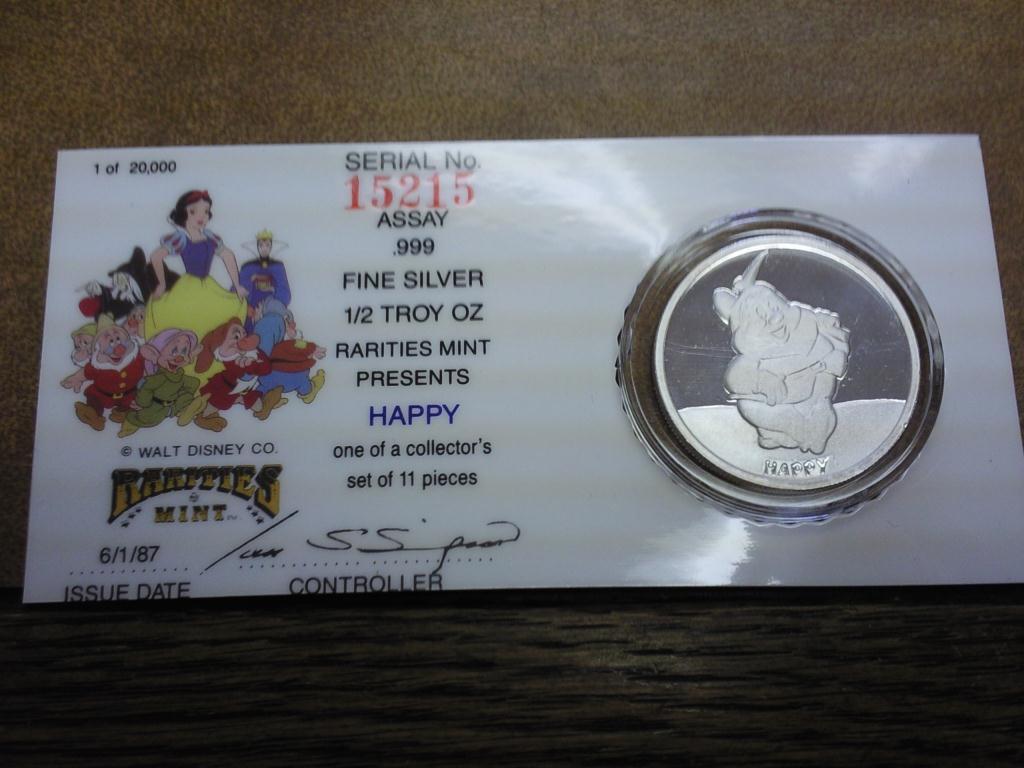 1 of 20,000
© WALT DISNEY CO.
RARITIES
MINT
6/1/87
ISSUE DATE
SERIAL No.
15215
ASSAY
.999
FINE SILVER
1/2 TROY OZ
RARITIES MINT
PRESENTS
HAPPY
one of a collector's
set of 11 pieces
CONTROLLER
HAPPY